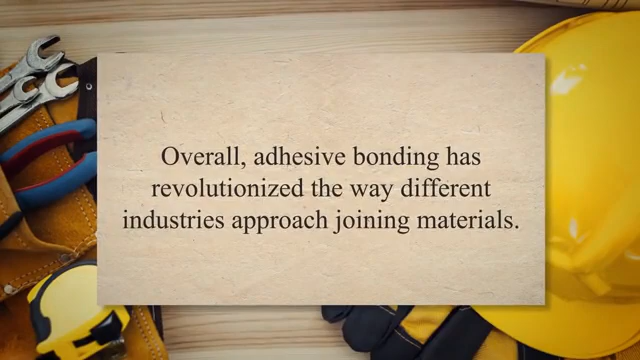 Overall, adhesive bonding has
revolutionized the way different
industries approach joining materials.